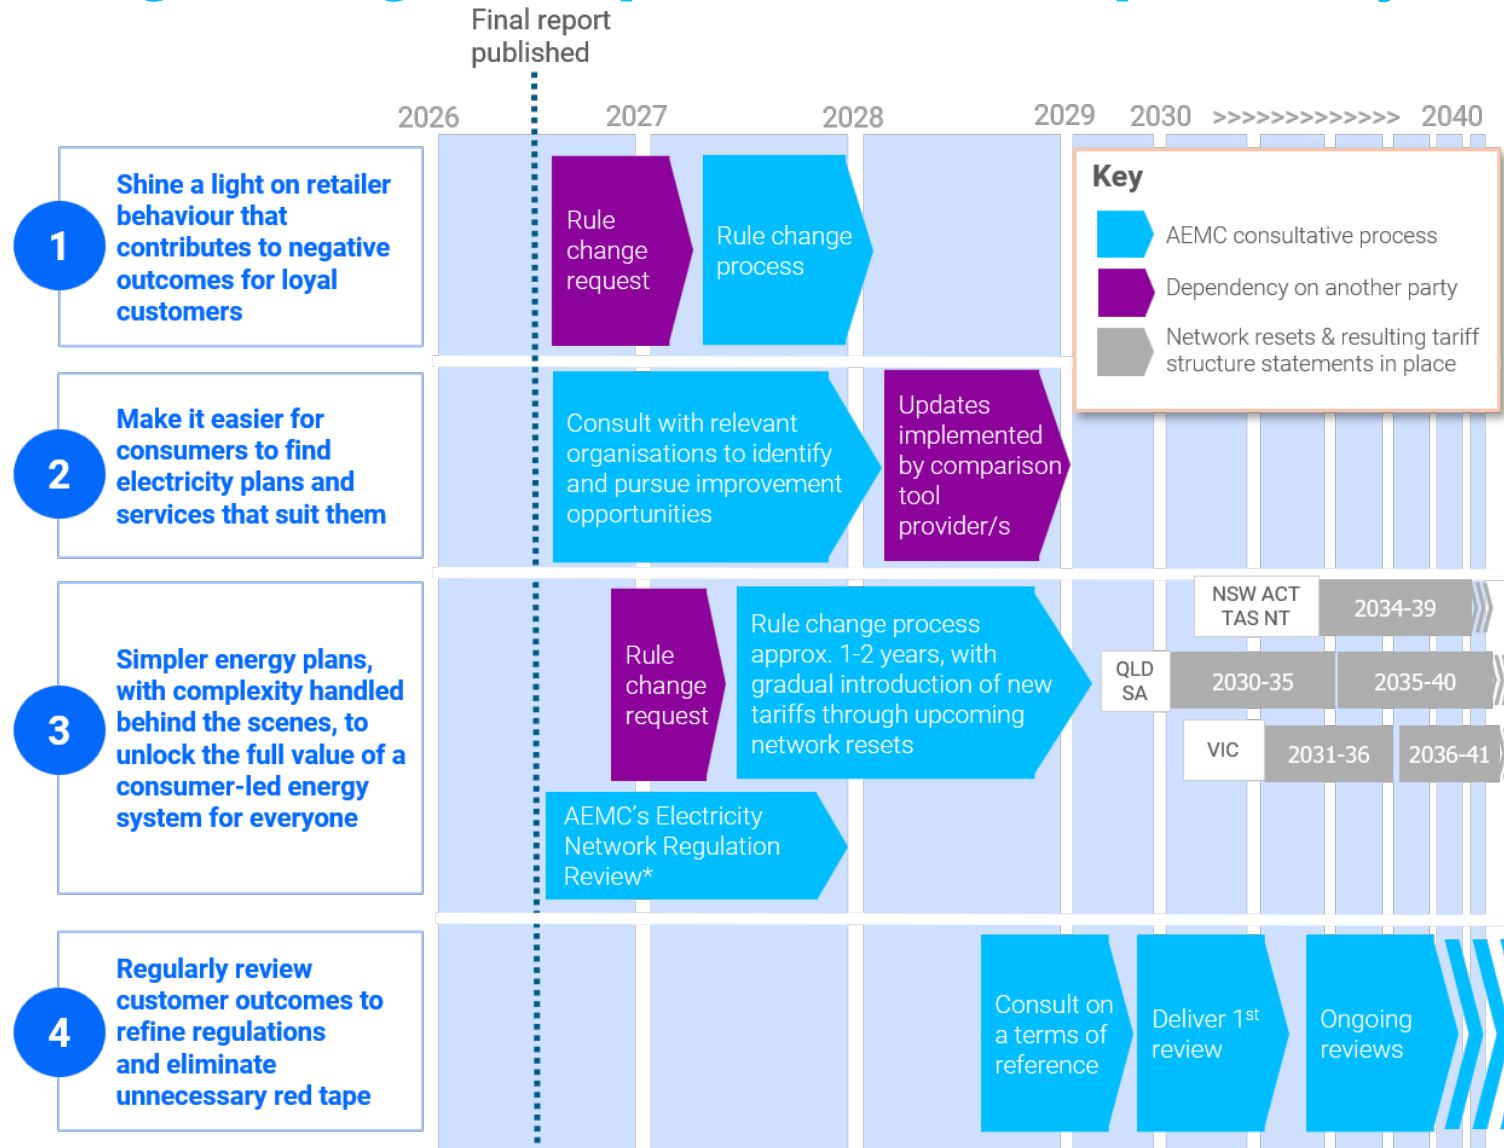 Final report
published
2026
2027
2028
2029
2030
>>>>>>>>>>>>>
2040
Key
AEMC consultative process
Dependency on another party
Network resets & resulting tariff
structure statements in place
1
Shine a light on retailer
behaviour that
contributes to negative
outcomes for loyal
customers
Rule
change
request
Rule change
process
2
Make it easier for
consumers to find
electricity plans and
services that suit them
Consult with relevant
organisations to identify
and pursue improvement
opportunities
Updates
implemented
by comparison
tool
provider/s
3
Simpler energy plans,
with complexity handled
behind the scenes, to
unlock the full value of a
consumer-led energy
system for everyone
Rule
change
request
Rule change process
approx. 1-2 years, with
gradual introduction of new
tariffs through upcoming
network resets
NSW ACT
TAS NT
2034-39
QLD
SA
2030-35
2035-40
VIC
2031-36
2036-41
AEMC's Electricity
Network Regulation
Review*
4
Regularly review
customer outcomes to
refine regulations
and eliminate
unnecessary red tape
Consult on
a terms of
reference
Deliver 1st
review
Ongoing
reviews